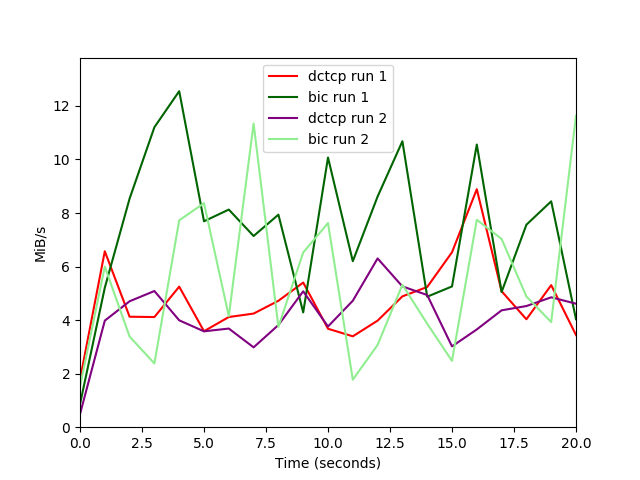 dctcp run 1
bic run 1
dctcp run 2
bic run 2
12
10
8
6
4
2
0
MiB/s
0.0 2.5 5.0 7.5 10.0 12.5 15.0 17.5 20.0
Time (seconds)